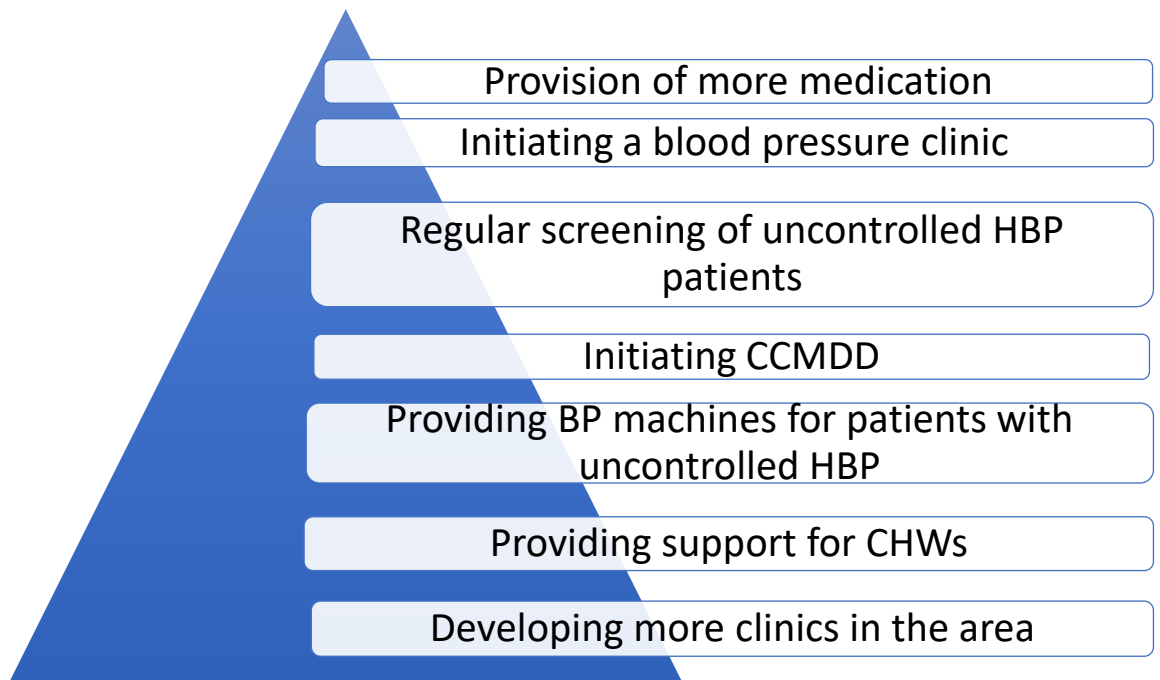 Provision of more medication
Initiating a blood pressure clinic
Regular screening of uncontrolled HBP
patients
Initiating CCMDD
Providing BP machines for patients with
uncontrolled HBP
Providing support for CHWs
Developing more clinics in the area